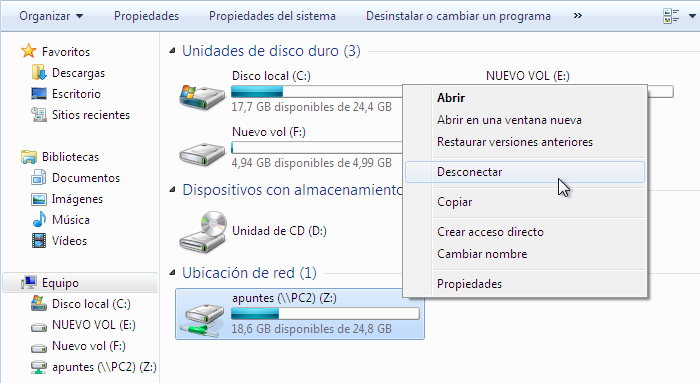 Organizar Propiedades Propiedades del sistema Desinstalar o cambiar un programa »
Favoritos
Descargas
Escritorio
Sitios recientes
Bibliotecas
Documentos
Imágenes
Música
Vídeos
Equipo
Disco local (C:)
NUEVO VOL (E:)
Nuevo vol (F:)
apuntes (\\PC2) (Z:)
Unidades de disco duro (3)
Disco local (C:)
17,7 GB disponibles de 24,4 GB
NUEVO VOL (E:)
Nuevo vol (F:)
4,94 GB disponibles de 4,99 GB
Dispositivos con almacenamiento
Unidad de CD (D:)
Ubicación de red (1)
apuntes (\\PC2) (Z:)
18,6 GB disponibles de 24,8 GB
Abrir
Abrir en una ventana nueva
Restaurar versiones anteriores
Desconectar
Copiar
Crear acceso directo
Cambiar nombre
Propiedades